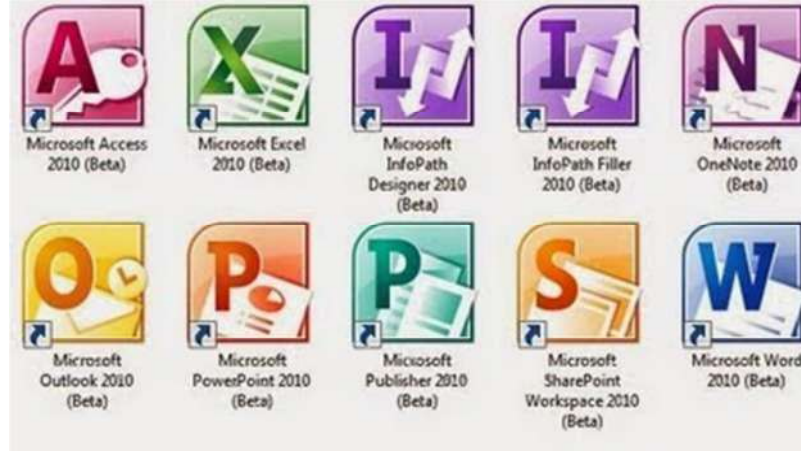 A
Microsoft Access
2010 (Beta)
X
Microsoft Excel
2010 (Beta)
I
Microsoft
InfoPath
Designer 2010
(Beta)
I
Microsoft
InfoPath Filler
2010 (Beta)
N
Microsoft
OneNote 2010
(Beta)
O
Microsoft
Outlook 2010
(Beta)
P
Microsoft
PowerPoint 2010
(Beta)
P
Microsoft
Publisher 2010
(Beta)
S
Microsoft
SharePoint
Workspace 2010
(Beta)
W
Microsoft Word
2010 (Beta)